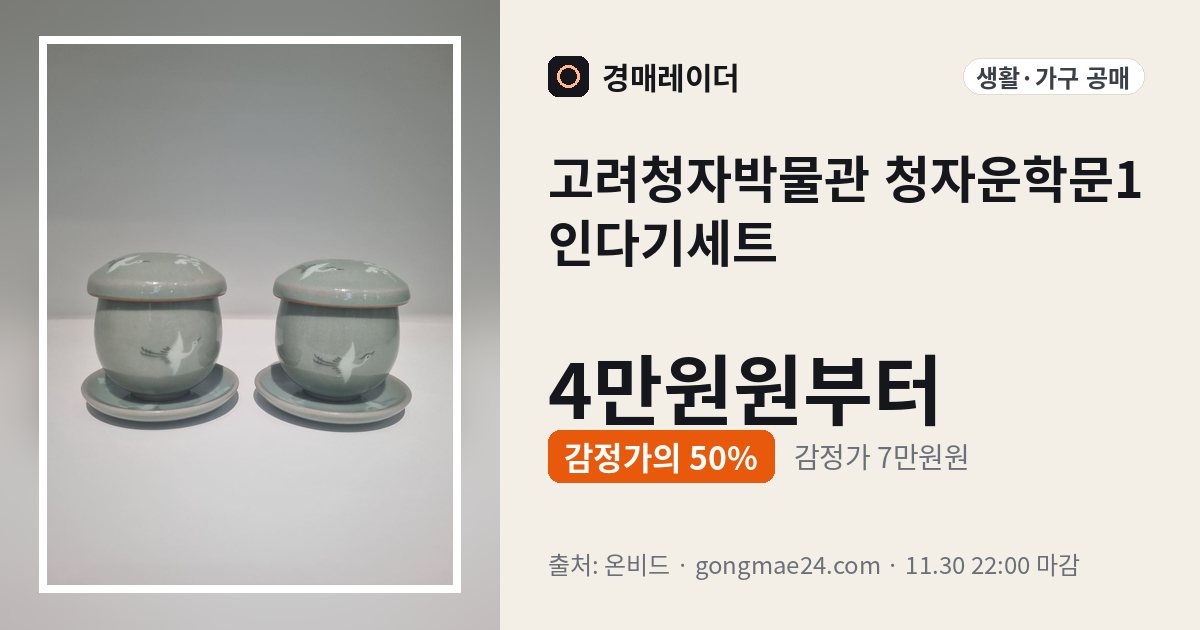 경매레이더
생활·가구 공매
고려청자박물관 청자운학문1
인다기세트
4만원원부터
감정가의 50%
감정가 7만원원
출처: 온비드 · gongmae24.com · 11.30 22:00 마감